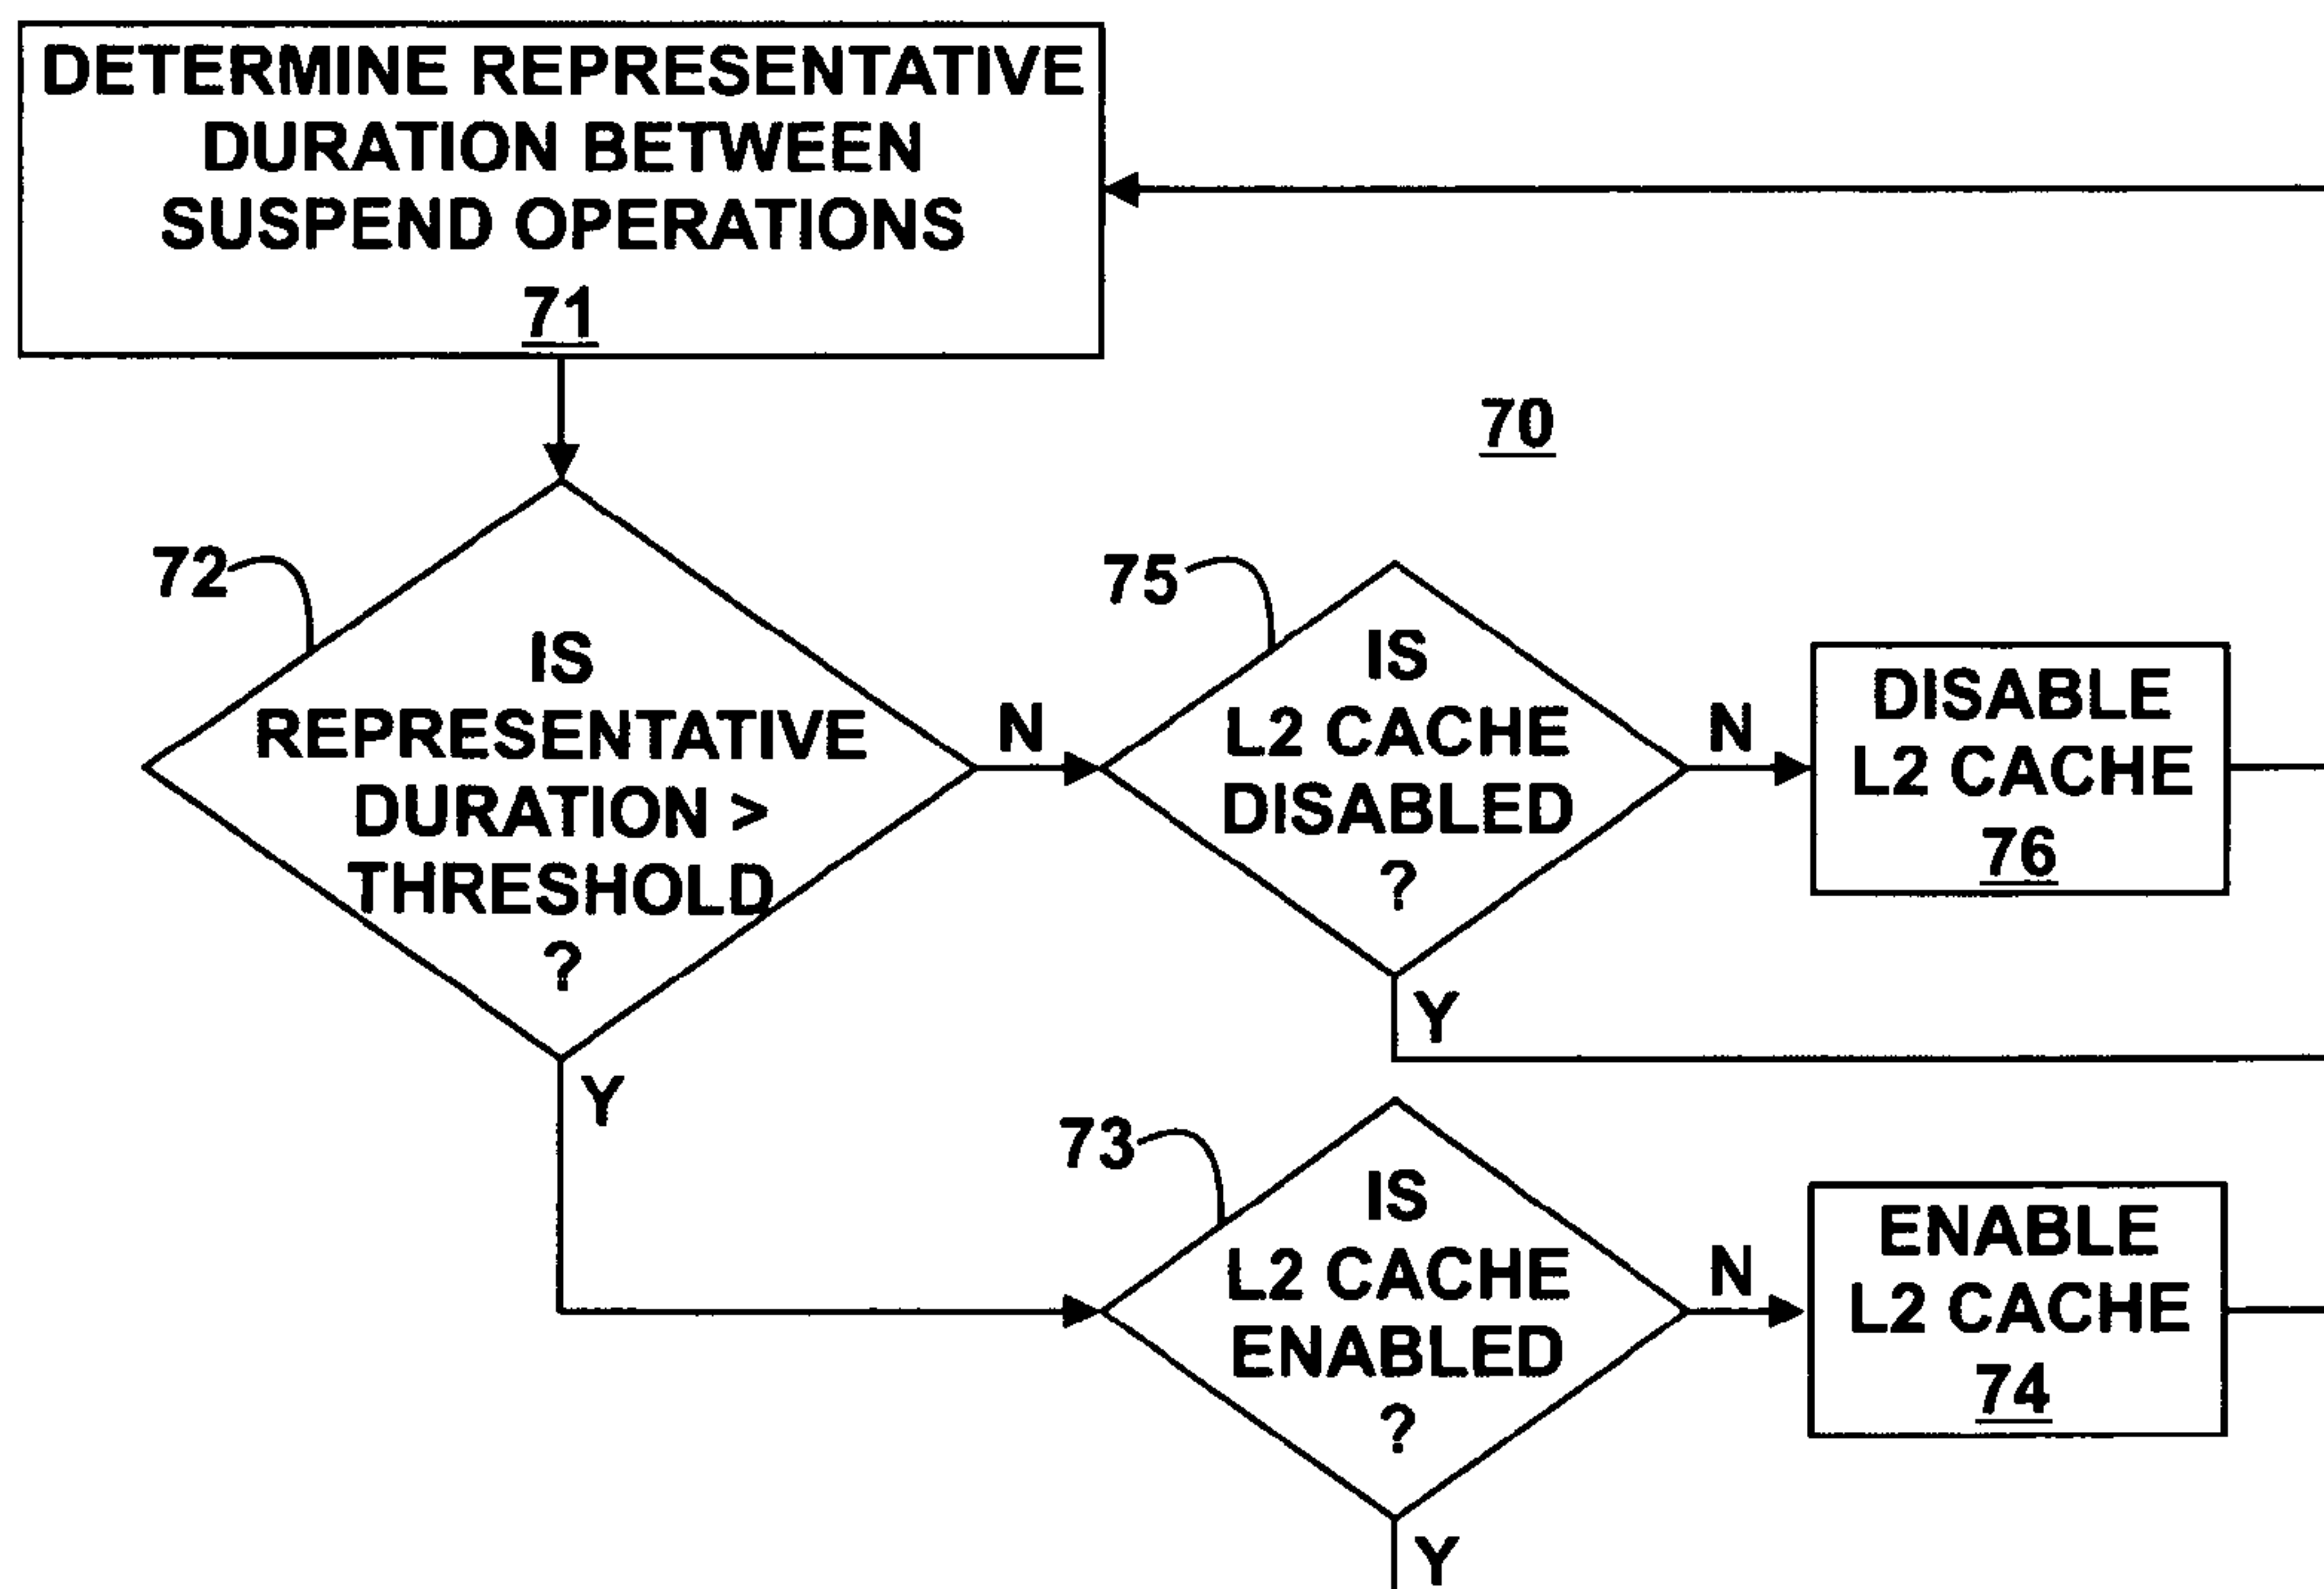 DETERMINE REPRESENTATIVE
DURATION BETWEEN
SUSPEND OPERATIONS
71
70
72
IS
REPRESENTATIVE
DURATION >
THRESHOLD
?
N
Y
75
IS
L2 CACHE
DISABLED
?
N
Y
DISABLE
L2 CACHE
76
73
IS
L2 CACHE
ENABLED
?
N
Y
ENABLE
L2 CACHE
74